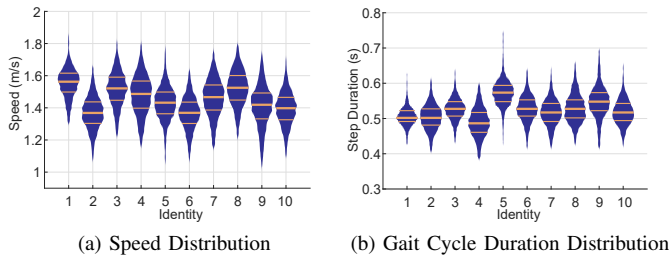 2
1.8
1.6
1.4
1.2
1
Speed (m/s)
1 2 3 4 5 6 7 8 9 10
Identity
(a) Speed Distribution
0.8
0.7
0.6
0.5
0.4
0.3
Step Duration (s)
1 2 3 4 5 6 7 8 9 10
Identity
(b) Gait Cycle Duration Distribution